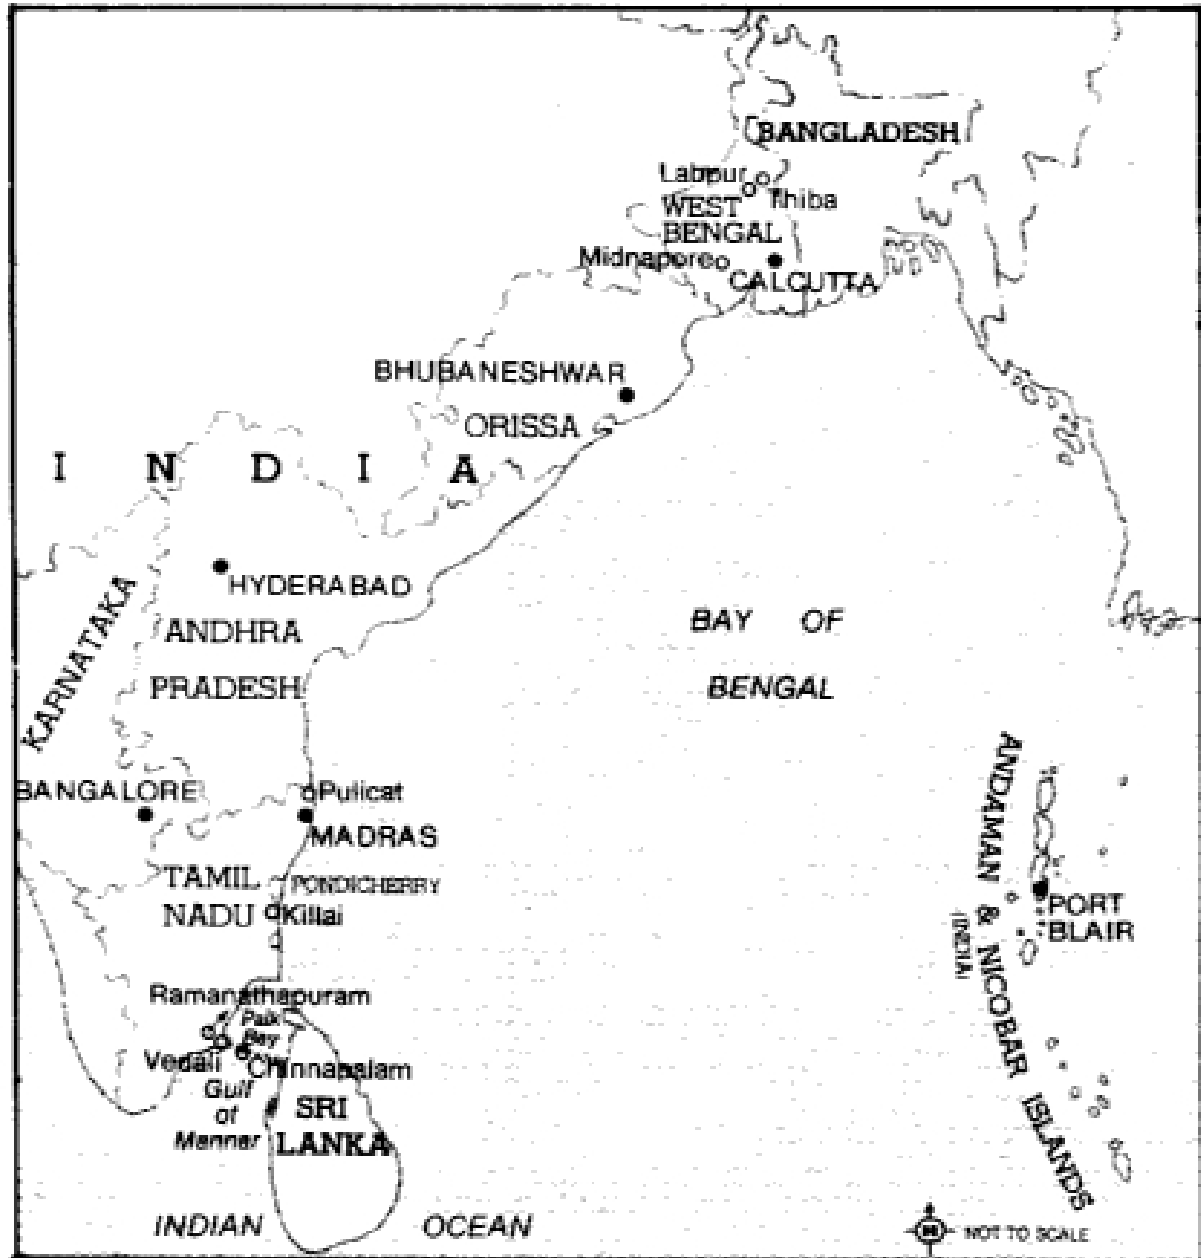 BANGLADESH
Labpur
Thiba
WEST
BENGAL
Midnapore
CALCUTTA
BHUBANESHWAR
ORISSA
I N D I A
HYDERABAD
KARNATAKA
ANDHRA
PRADESH
BAY OF
BENGAL
BANGALORE
Pulicat
MADRAS
TAMIL
NADU
PONDICHERRY
Killai
ANDAMAN & NICOBAR ISLANDS
(INDIA)
PORT
BLAIR
Ramanathapuram
Palk
Bay
Vedali
Chinnapalam
Gulf
of
Mannar
SRI
LANKA
INDIAN OCEAN
N
NOT TO SCALE